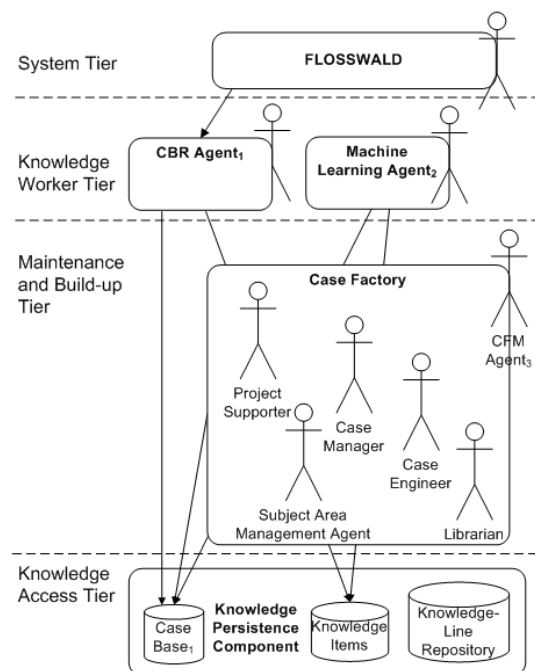 System Tier
FLOSSWALD
Knowledge
Worker Tier
CBR Agent₁
Machine
Learning Agent₂
Maintenance
and Build-up
Tier
Case Factory
CFM
Agent₃
Project
Supporter
Case
Manager
Case
Engineer
Subject Area
Management Agent
Librarian
Knowledge
Access Tier
Case
Base₁
Knowledge
Persistence
Component
Knowledge
Items
Knowledge-
Line
Repository